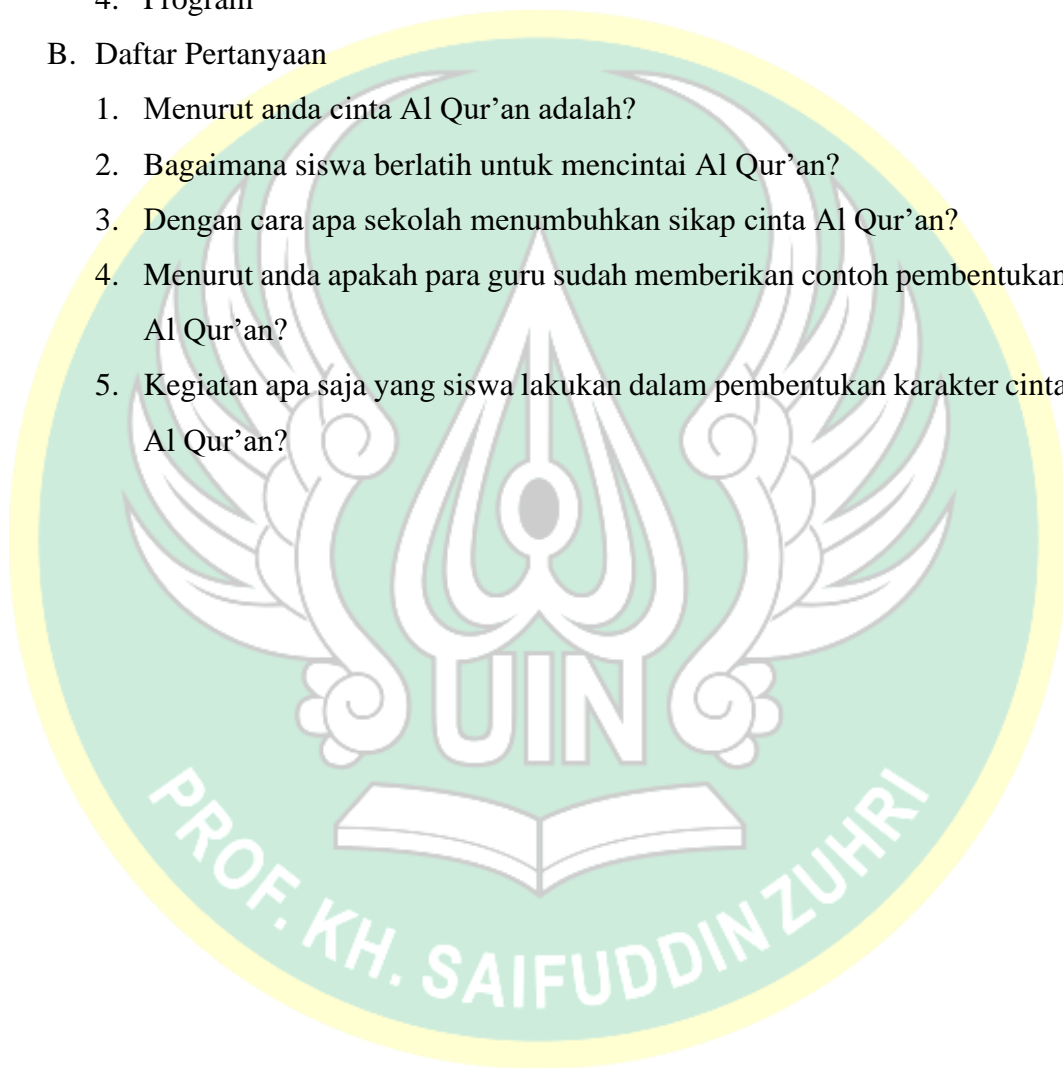 4. Program
B. Daftar Pertanyaan
1. Menurut anda cinta Al Qur’an adalah?
2. Bagaimana siswa berlatih untuk mencintai Al Qur’an?
3. Dengan cara apa sekolah menumbuhkan sikap cinta Al Qur’an?
4. Menurut anda apakah para guru sudah memberikan contoh pembentukan
Al Qur’an?
5. Kegiatan apa saja yang siswa lakukan dalam pembentukan karakter cinta
Al Qur’an?
UIN
PROF. KH. SAIFUDDIN ZUHRI